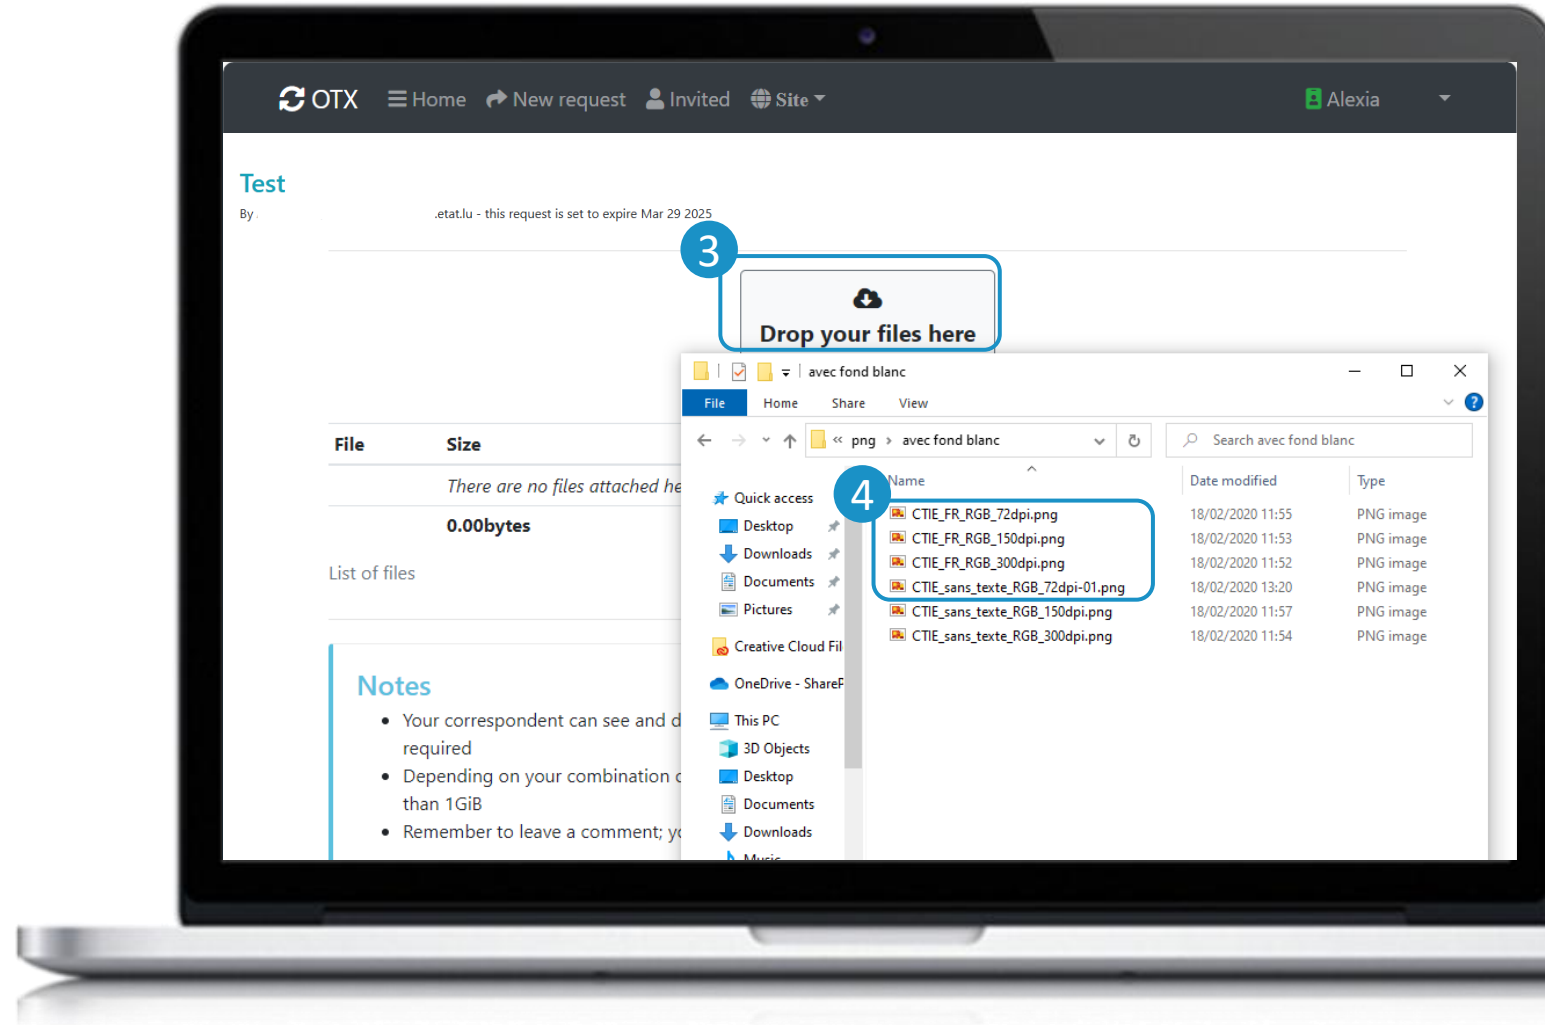 OTX Home New request Invited Site Alexia
Test
By .etat.lu - this request is set to expire Mar 29 2025
3
Drop your files here
File Size
There are no files attached he
0.00bytes
List of files
Notes
Your correspondent can see and d
required
Depending on your combination o
than 1GiB
Remember to leave a comment; yo
avec fond blanc
File Home Share View
« png › avec fond blanc
Search avec fond blanc
4
Name Date modified Type
CTIE_FR_RGB_72dpi.png 18/02/2020 11:55 PNG image
CTIE_FR_RGB_150dpi.png 18/02/2020 11:53 PNG image
CTIE_FR_RGB_300dpi.png 18/02/2020 11:52 PNG image
CTIE_sans_texte_RGB_72dpi-01.png 18/02/2020 13:20 PNG image
CTIE_sans_texte_RGB_150dpi.png 18/02/2020 11:57 PNG image
CTIE_sans_texte_RGB_300dpi.png 18/02/2020 11:54 PNG image
Quick access
Desktop
Downloads
Documents
Pictures
Creative Cloud Fil
OneDrive - ShareP
This PC
3D Objects
Desktop
Documents
Downloads
Music